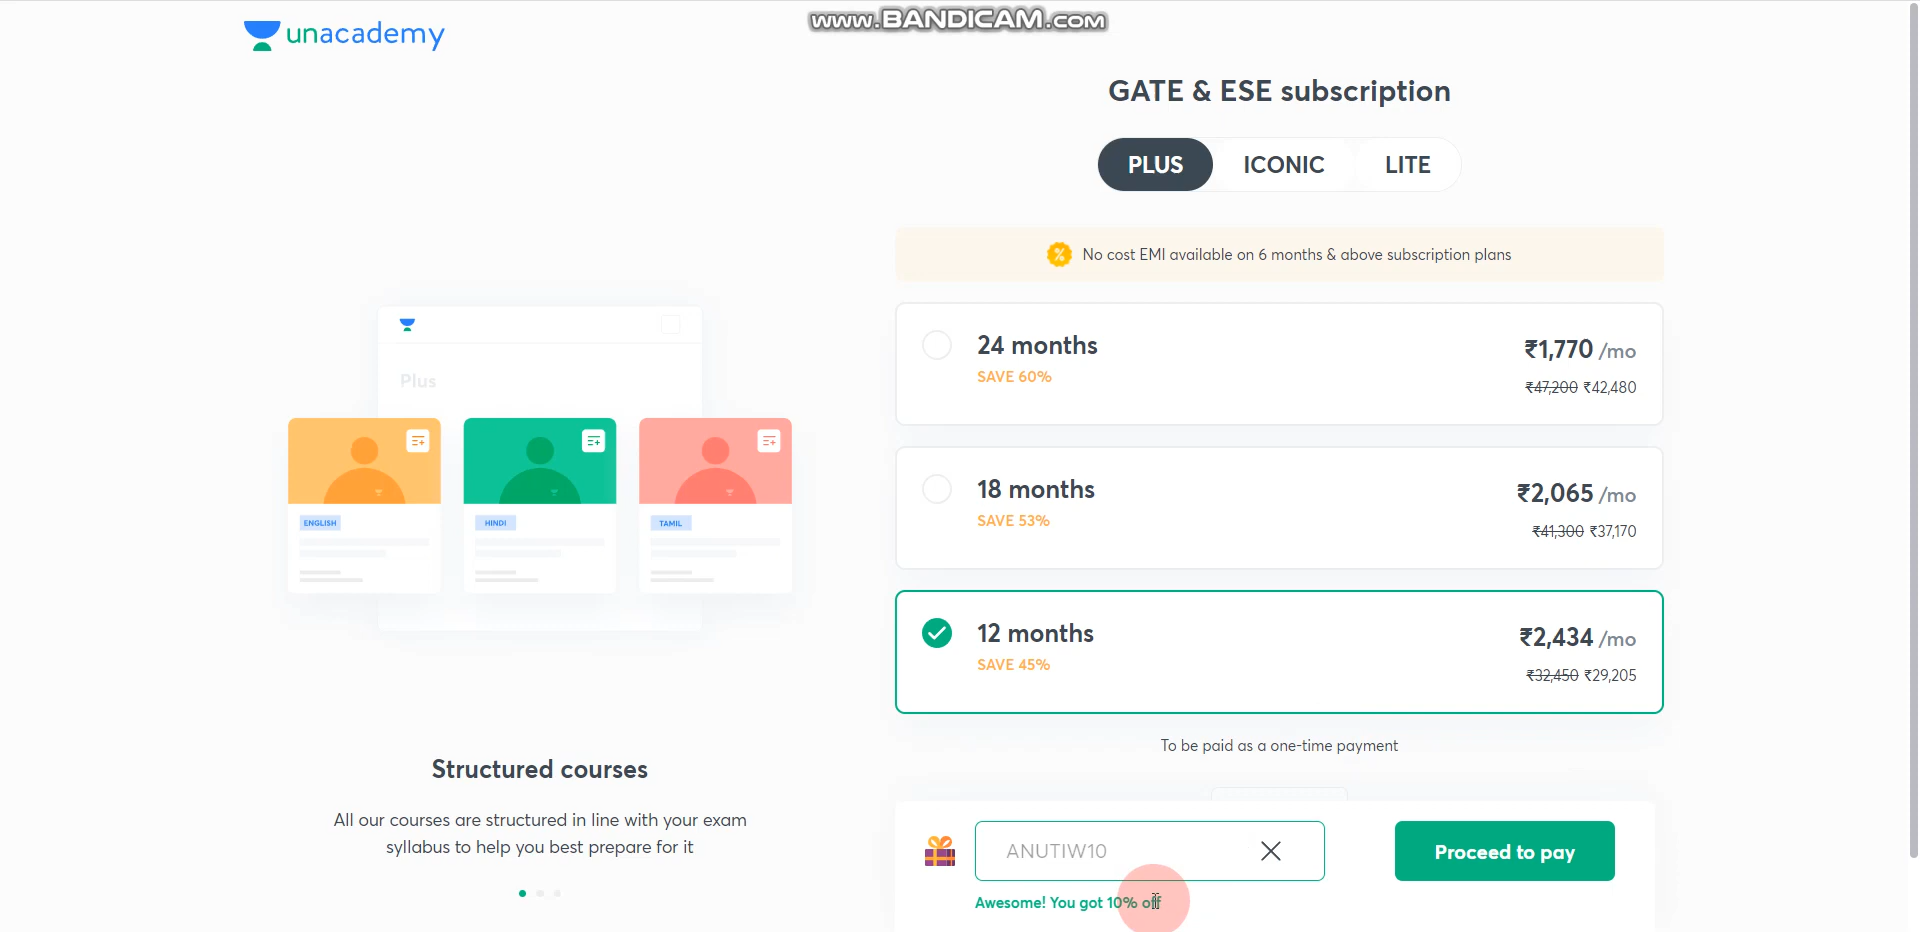 www.BANDICAM.com
unacademy
GATE & ESE subscription
PLUS ICONIC LITE
No cost EMI available on 6 months & above subscription plans
24 months
SAVE 60%
₹1,770 /mo
₹47,200 ₹42,480
18 months
SAVE 53%
₹2,065 /mo
₹41,300 ₹37,170
12 months
SAVE 45%
₹2,434 /mo
₹32,450 ₹29,205
To be paid as a one-time payment
ANUTIW10
Proceed to pay
Awesome! You got 10% off
Plus
ENGLISH HINDI TAMIL
Structured courses
All our courses are structured in line with your exam
syllabus to help you best prepare for it